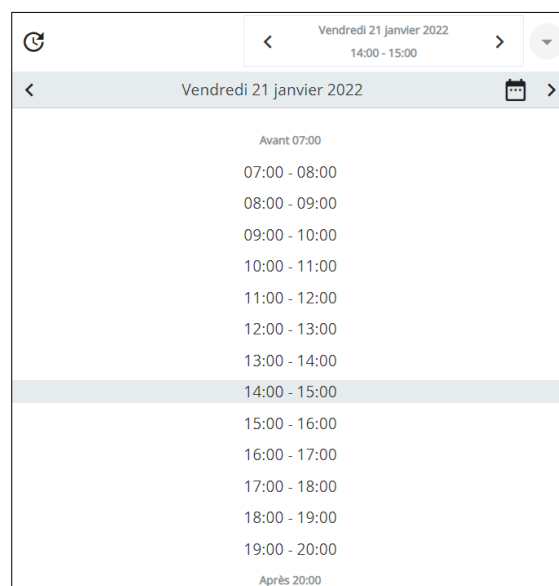 Vendredi 21 janvier 2022
14:00 - 15:00
Vendredi 21 janvier 2022
Avant 07:00
07:00 - 08:00
08:00 - 09:00
09:00 - 10:00
10:00 - 11:00
11:00 - 12:00
12:00 - 13:00
13:00 - 14:00
14:00 - 15:00
15:00 - 16:00
16:00 - 17:00
17:00 - 18:00
18:00 - 19:00
19:00 - 20:00
Après 20:00